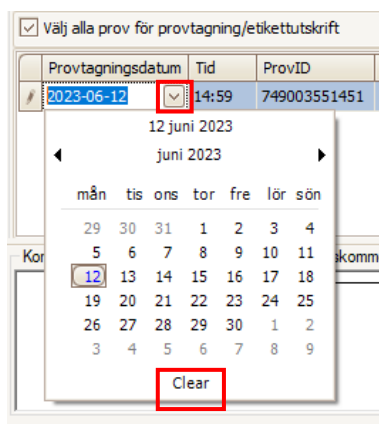 Välj alla prov för provtagning/etikettutskrift
Provtagningsdatum Tid ProvID
2023-06-12 14:59 749003551451
12 juni 2023
juni 2023
mån tis ons tor fre lör sön
29 30 31 1 2 3 4
5 6 7 8 9 10 11
12 13 14 15 16 17 18
19 20 21 22 23 24 25
26 27 28 29 30 1 2
3 4 5 6 7 8 9
Kor skomm
Clear